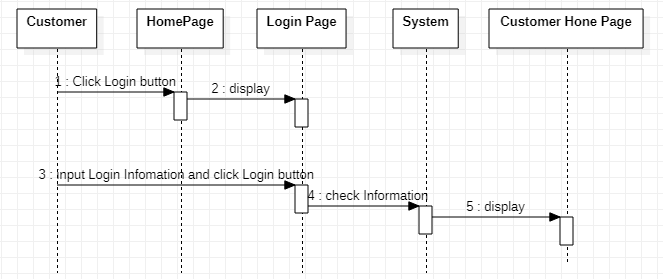 Customer
HomePage
Login Page
System
Customer Hone Page
1 : Click Login button
2 : display
3 : Input Login Infomation and click Login button
4 : check Information
5 : display